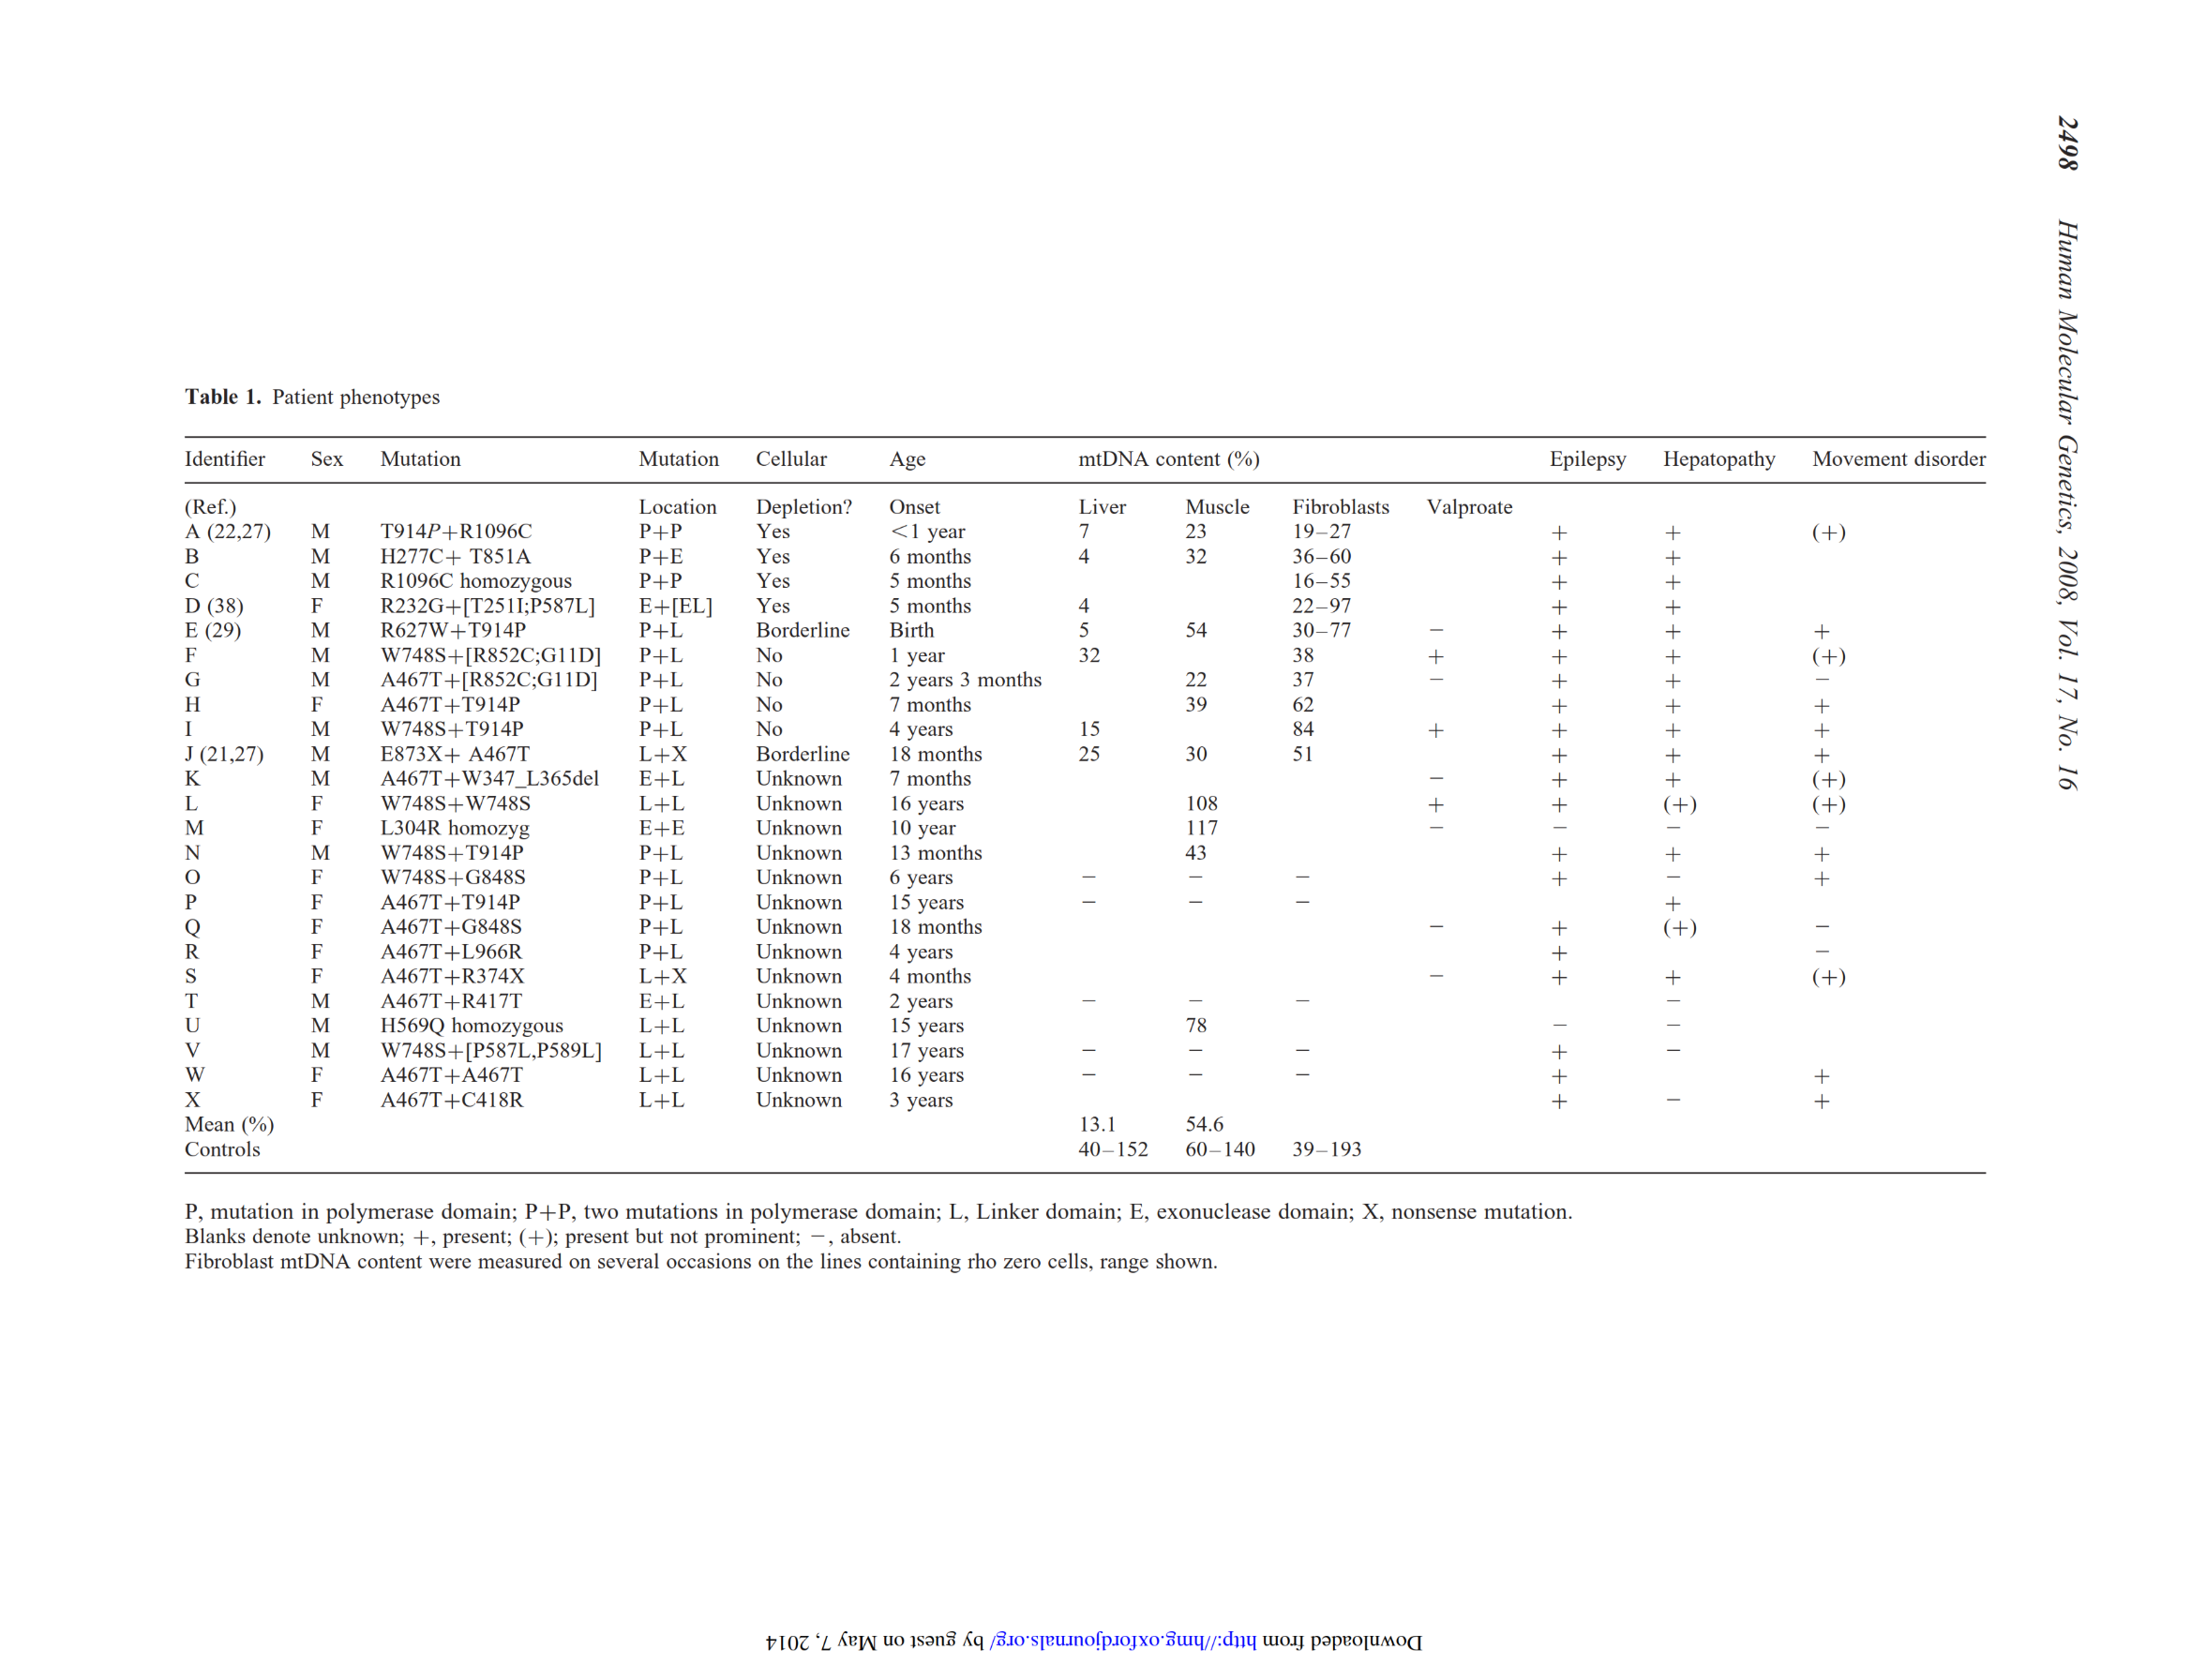 2498 Human Molecular Genetics, 2008, Vol. 17, No. 16
Table 1. Patient phenotypes
Identifier Sex Mutation Mutation Cellular Age mtDNA content (%) Epilepsy Hepatopathy Movement disorder
(Ref.) Location Depletion? Onset Liver Muscle Fibroblasts Valproate
A (22,27) M T914P+R1096C P+P Yes <1 year 7 23 19–27 + + (+)
B M H277C+ T851A P+E Yes 6 months 4 32 36–60 + +
C M R1096C homozygous P+P Yes 5 months 16–55 + +
D (38) F R232G+[T251I;P587L] E+[EL] Yes 5 months 4 22–97 + +
E (29) M R627W+T914P P+L Borderline Birth 5 54 30–77 − + + +
F M W748S+[R852C;G11D] P+L No 1 year 32 38 + + + (+)
G M A467T+[R852C;G11D] P+L No 2 years 3 months 22 37 − + + −
H F A467T+T914P P+L No 7 months 39 62 + + +
I M W748S+T914P P+L No 4 years 15 84 + + + +
J (21,27) M E873X+ A467T L+X Borderline 18 months 25 30 51 + + +
K M A467T+W347_L365del E+L Unknown 7 months − + + (+)
L F W748S+W748S L+L Unknown 16 years 108 + + (+) (+)
M F L304R homozyg E+E Unknown 10 year 117 − − − −
N M W748S+T914P P+L Unknown 13 months 43 + + +
O F W748S+G848S P+L Unknown 6 years − − − + − +
P F A467T+T914P P+L Unknown 15 years − − − +
Q F A467T+G848S P+L Unknown 18 months − + (+) −
R F A467T+L966R P+L Unknown 4 years + −
S F A467T+R374X L+X Unknown 4 months − + + (+)
T M A467T+R417T E+L Unknown 2 years − − − −
U M H569Q homozygous L+L Unknown 15 years 78 − −
V M W748S+[P587L,P589L] L+L Unknown 17 years − − − + −
W F A467T+A467T L+L Unknown 16 years − − − + +
X F A467T+C418R L+L Unknown 3 years + − +
Mean (%) 13.1 54.6
Controls 40–152 60–140 39–193
P, mutation in polymerase domain; P+P, two mutations in polymerase domain; L, Linker domain; E, exonuclease domain; X, nonsense mutation.
Blanks denote unknown; +, present; (+); present but not prominent; −, absent.
Fibroblast mtDNA content were measured on several occasions on the lines containing rho zero cells, range shown.
Downloaded from http://hmg.oxfordjournals.org/ by guest on May 7, 2014